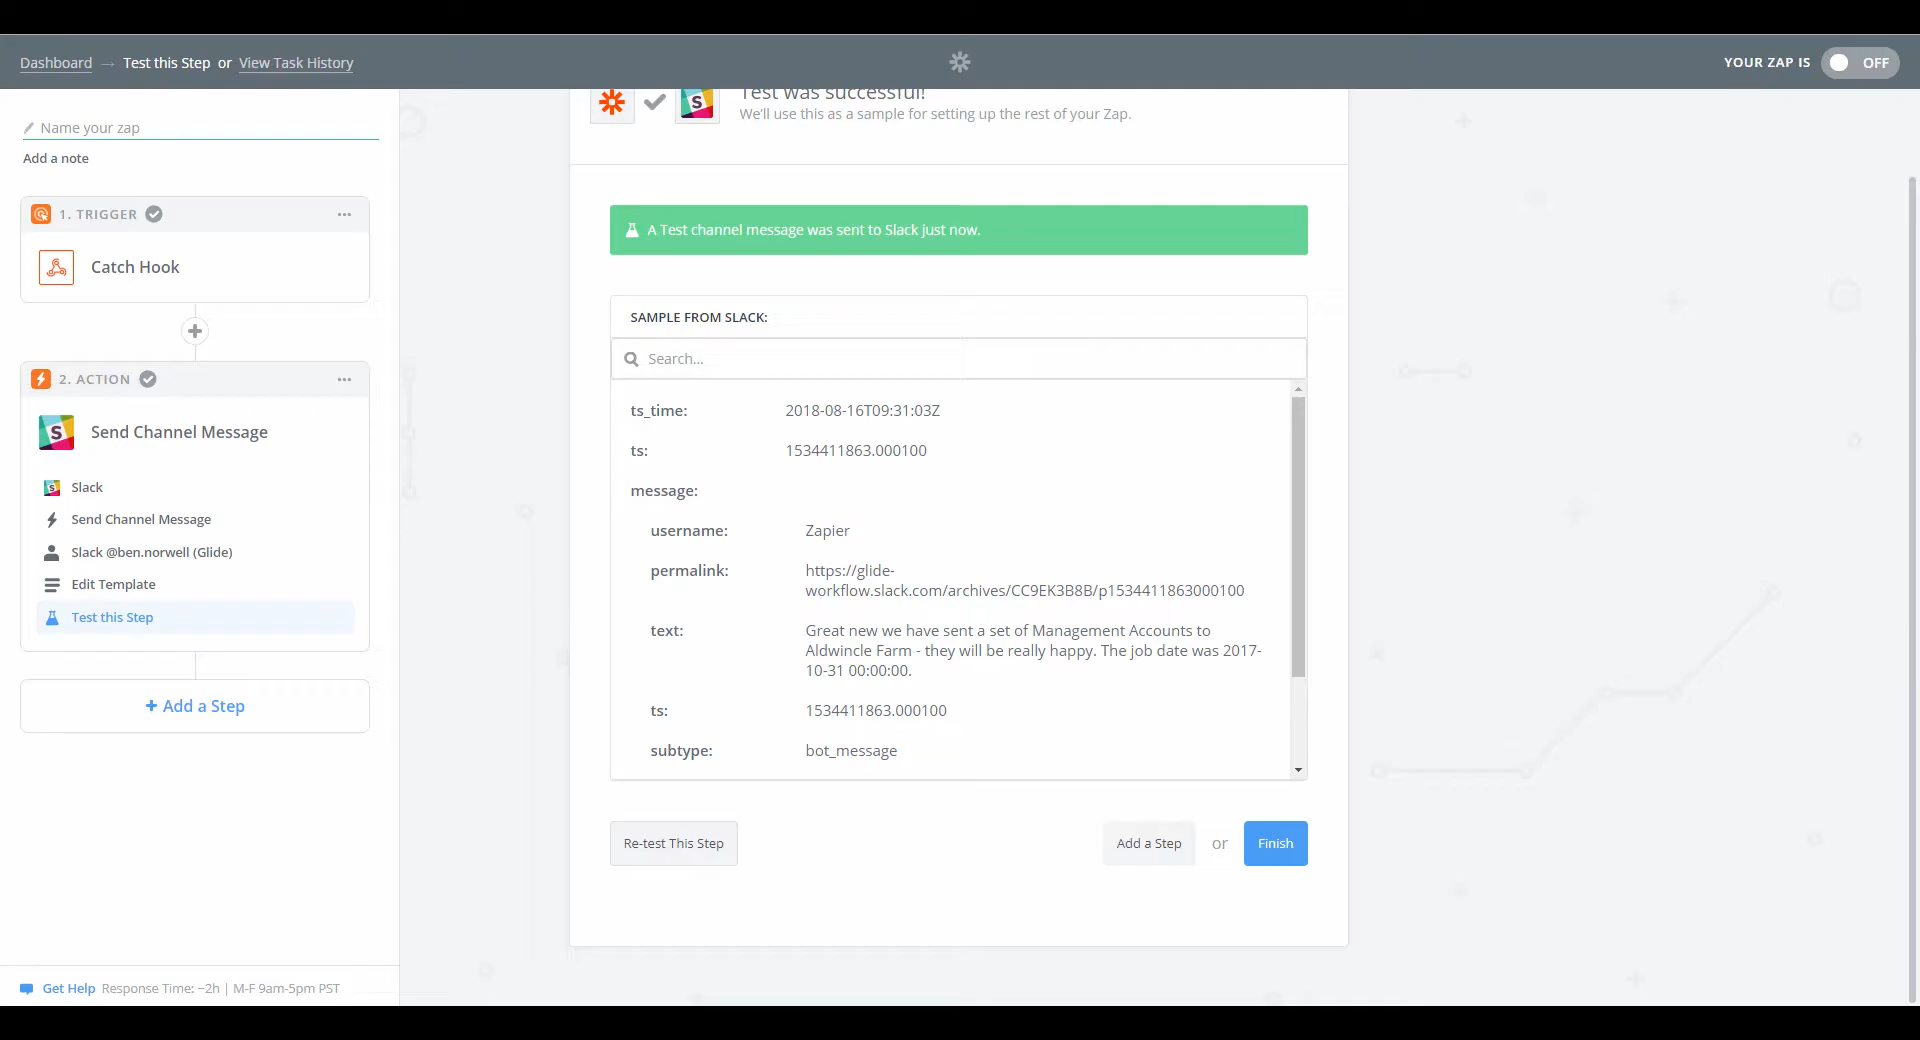 Dashboard → Test this Step or View Task History
YOUR ZAP IS OFF
Name your zap
Add a note
1. TRIGGER
Catch Hook
2. ACTION
Send Channel Message
Slack
Send Channel Message
Slack @ben.norwell (Glide)
Edit Template
Test this Step
+ Add a Step
Get Help Response Time: ~2h | M-F 9am-5pm PST
Test was successful!
We'll use this as a sample for setting up the rest of your Zap.
A Test channel message was sent to Slack just now.
SAMPLE FROM SLACK:
Search...
ts_time: 2018-08-16T09:31:03Z
ts: 1534411863.000100
message:
username: Zapier
permalink: https://glide-
workflow.slack.com/archives/CC9EK3B8B/p1534411863000100
text: Great new we have sent a set of Management Accounts to
Aldwincle Farm - they will be really happy. The job date was 2017-
10-31 00:00:00.
ts: 1534411863.000100
subtype: bot_message
Re-test This Step
Add a Step or Finish